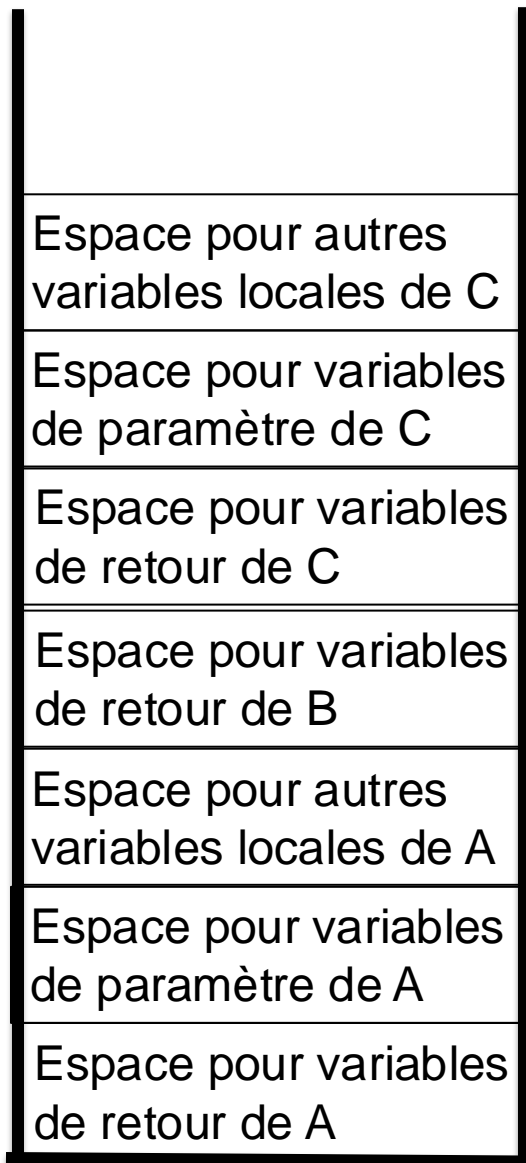 Espace pour autres
variables locales de C
Espace pour variables
de paramètre de C
Espace pour variables
de retour de C
Espace pour variables
de retour de B
Espace pour autres
variables locales de A
Espace pour variables
de paramètre de A
Espace pour variables
de retour de A